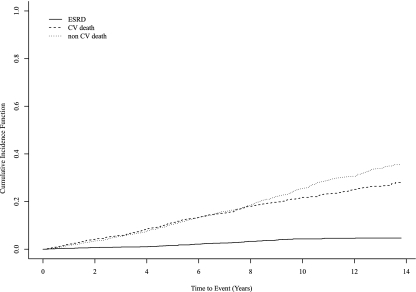 1.0
ESRD
CV death
non CV death
0.8
0.6
0.4
0.2
0.0
Cumulative Incidence Function
0 2 4 6 8 10 12 14
Time to Event (Years)